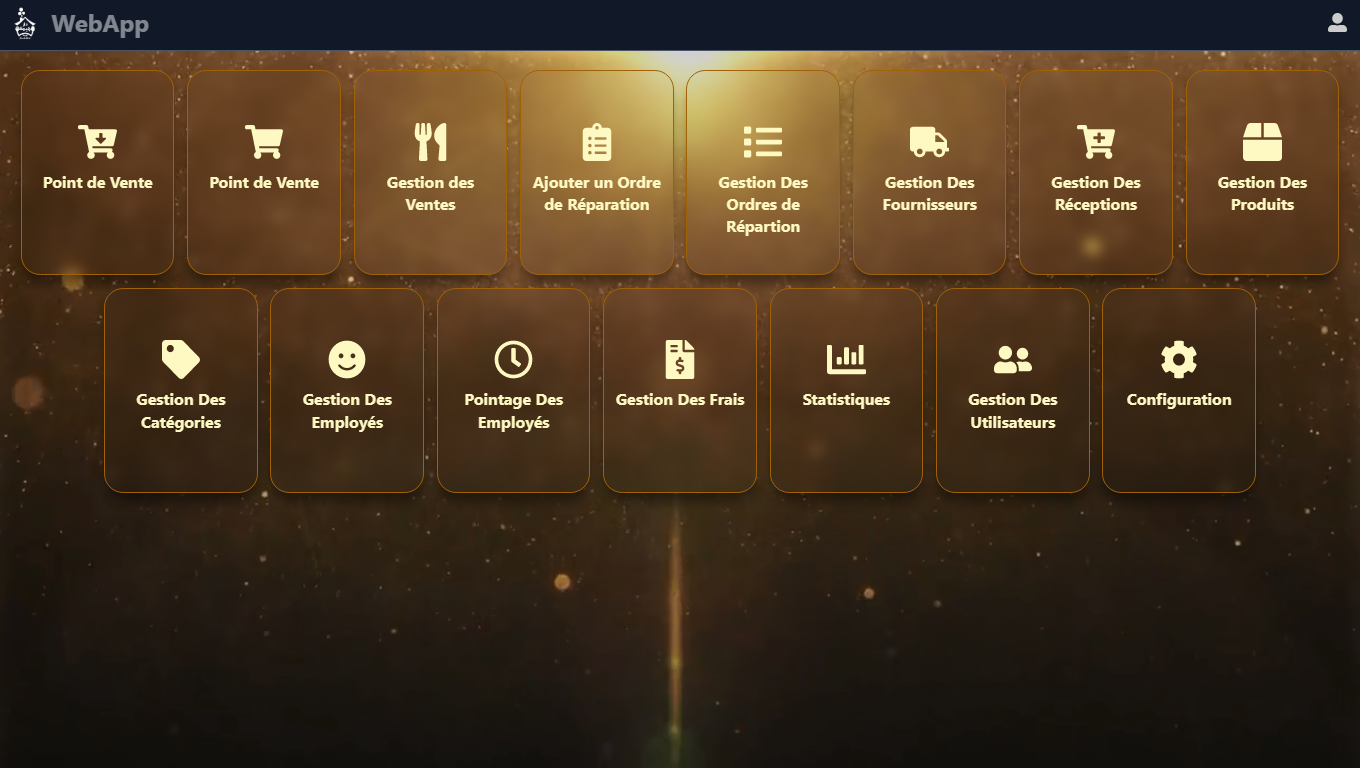 WebApp
Point de Vente
Point de Vente
Gestion des
Ventes
Ajouter un Ordre
de Réparation
Gestion Des
Ordres de
Répartion
Gestion Des
Fournisseurs
Gestion Des
Réceptions
Gestion Des
Produits
Gestion Des
Catégories
Gestion Des
Employés
Pointage Des
Employés
Gestion Des Frais
Statistiques
Gestion Des
Utilisateurs
Configuration